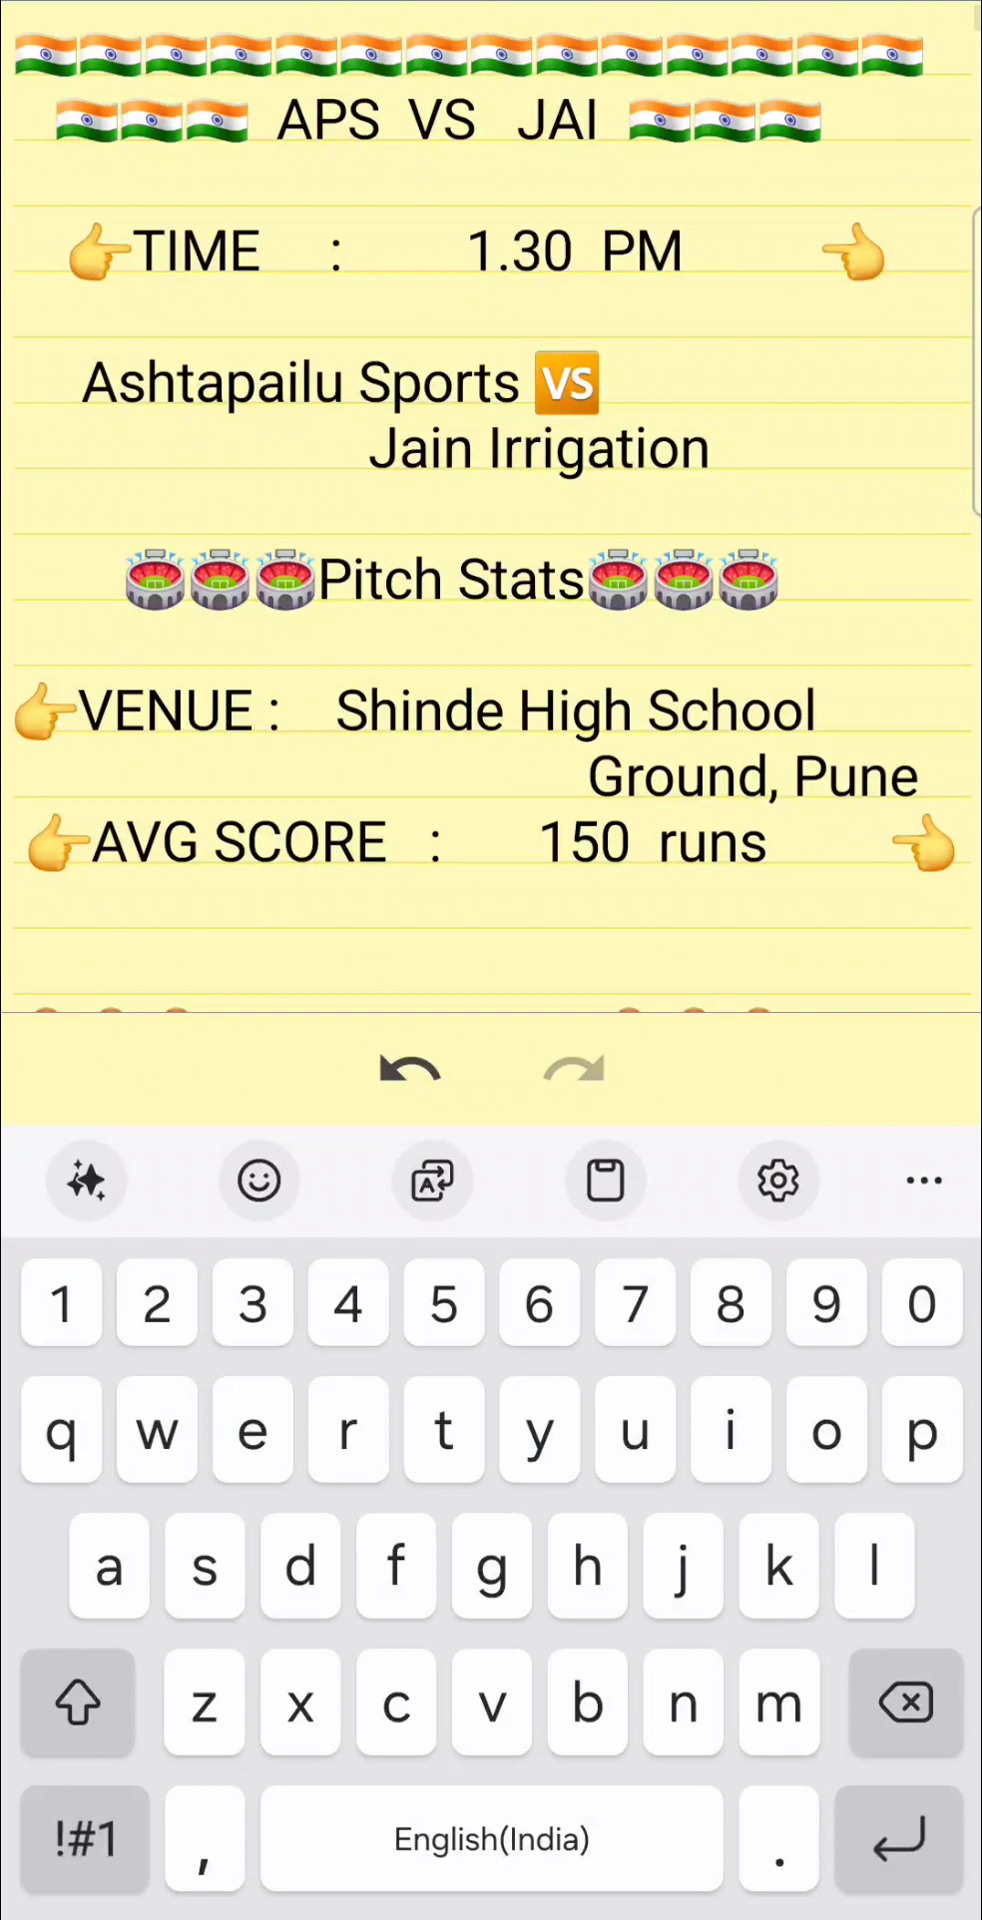 🇮🇳🇮🇳🇮🇳🇮🇳🇮🇳🇮🇳🇮🇳🇮🇳🇮🇳🇮🇳🇮🇳🇮🇳🇮🇳🇮🇳
🇮🇳🇮🇳🇮🇳 APS VS JAI 🇮🇳🇮🇳🇮🇳
👉TIME : 1.30 PM 👈
Ashtapailu Sports 🆚
Jain Irrigation
🏟️🏟️🏟️Pitch Stats🏟️🏟️🏟️
👉VENUE : Shinde High School
Ground, Pune
👉AVG SCORE : 150 runs 👈
1 2 3 4 5 6 7 8 9 0
q w e r t y u i o p
a s d f g h j k l
z x c v b n m
!#1 , English(India) .